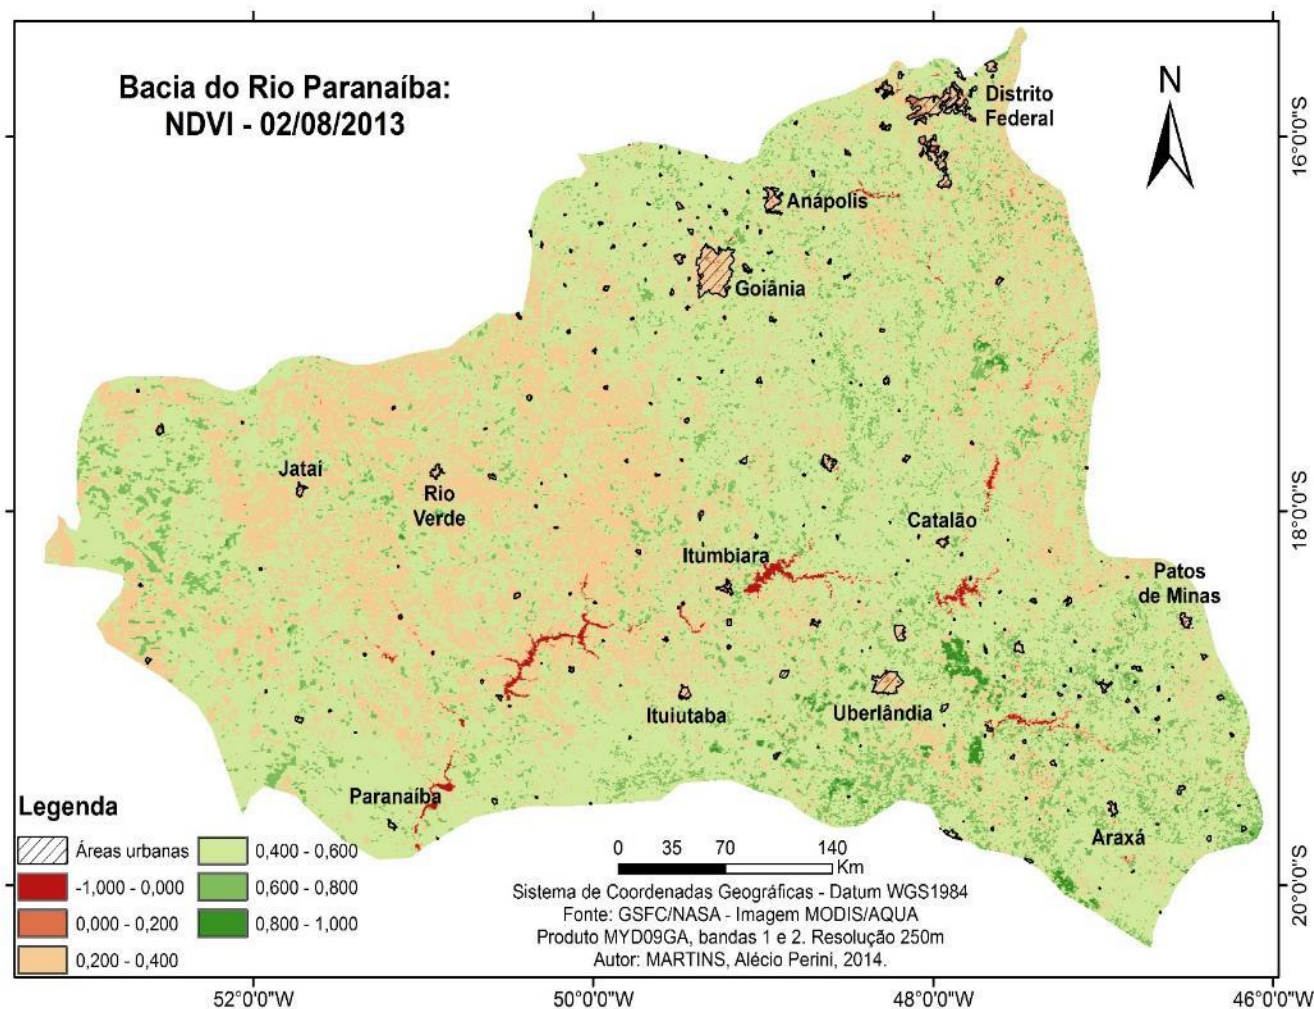 Bacia do Rio Paranaíba:
NDVI - 02/08/2013
N
Distrito
Federal
16°0'0"S
Anápolis
Goiânia
Jataí
Rio
Verde
18°0'0"S
Catalão
Itumbiara
Patos
de Minas
Ituiutaba
Uberlândia
Paranaíba
Araxá
20°0'0"S
Legenda
Áreas urbanas
-1,000 - 0,000
0,000 - 0,200
0,200 - 0,400
0,400 - 0,600
0,600 - 0,800
0,800 - 1,000
0 35 70 140
Km
Sistema de Coordenadas Geográficas - Datum WGS1984
Fonte: GSFC/NASA - Imagem MODIS/AQUA
Produto MYD09GA, bandas 1 e 2. Resolução 250m
Autor: MARTINS, Alécio Perini, 2014.
52°0'0"W 50°0'0"W 48°0'0"W 46°0'0"W